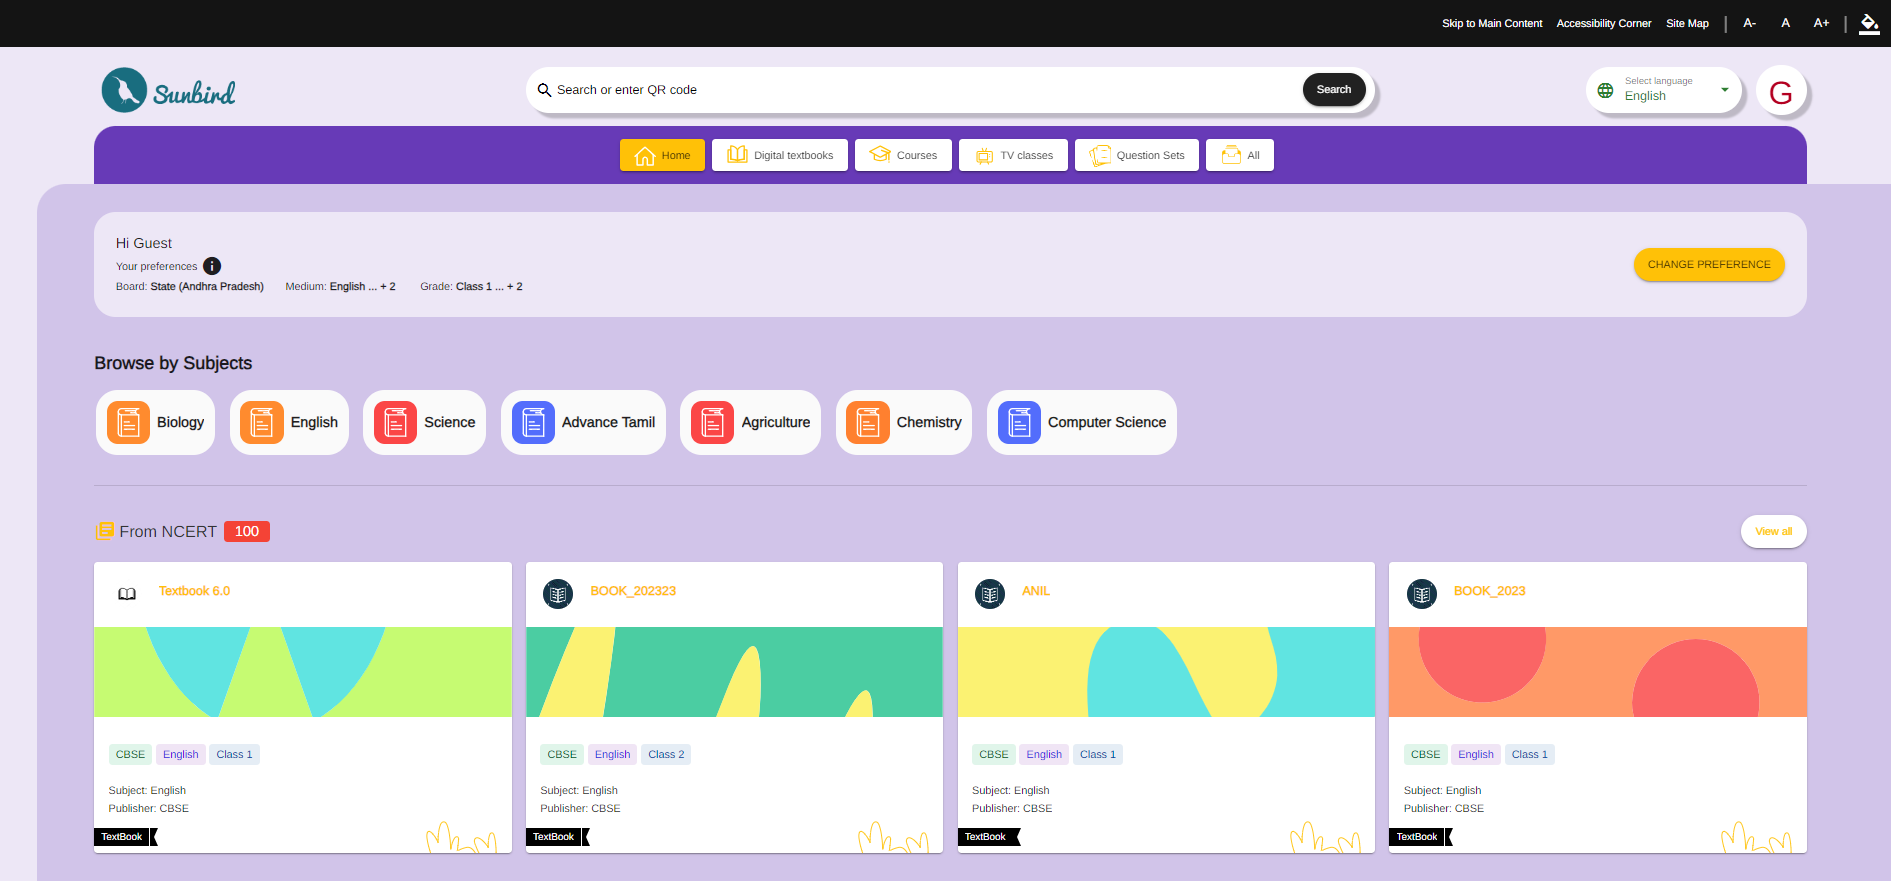 Skip to Main Content Accessibility Corner Site Map | A- A A+ |
Sunbird
Search or enter QR code
Search
Select language
English
G
Home
Digital textbooks
Courses
TV classes
Question Sets
All
Hi Guest
Your preferences
Board: State (Andhra Pradesh) Medium: English ... + 2 Grade: Class 1 ... + 2
CHANGE PREFERENCE
Browse by Subjects
Biology
English
Science
Advance Tamil
Agriculture
Chemistry
Computer Science
From NCERT 100
View all
Textbook 6.0
CBSE English Class 1
Subject: English
Publisher: CBSE
TextBook
BOOK_202323
CBSE English Class 2
Subject: English
Publisher: CBSE
TextBook
ANIL
CBSE English Class 1
Subject: English
Publisher: CBSE
TextBook
BOOK_2023
CBSE English Class 1
Subject: English
Publisher: CBSE
TextBook